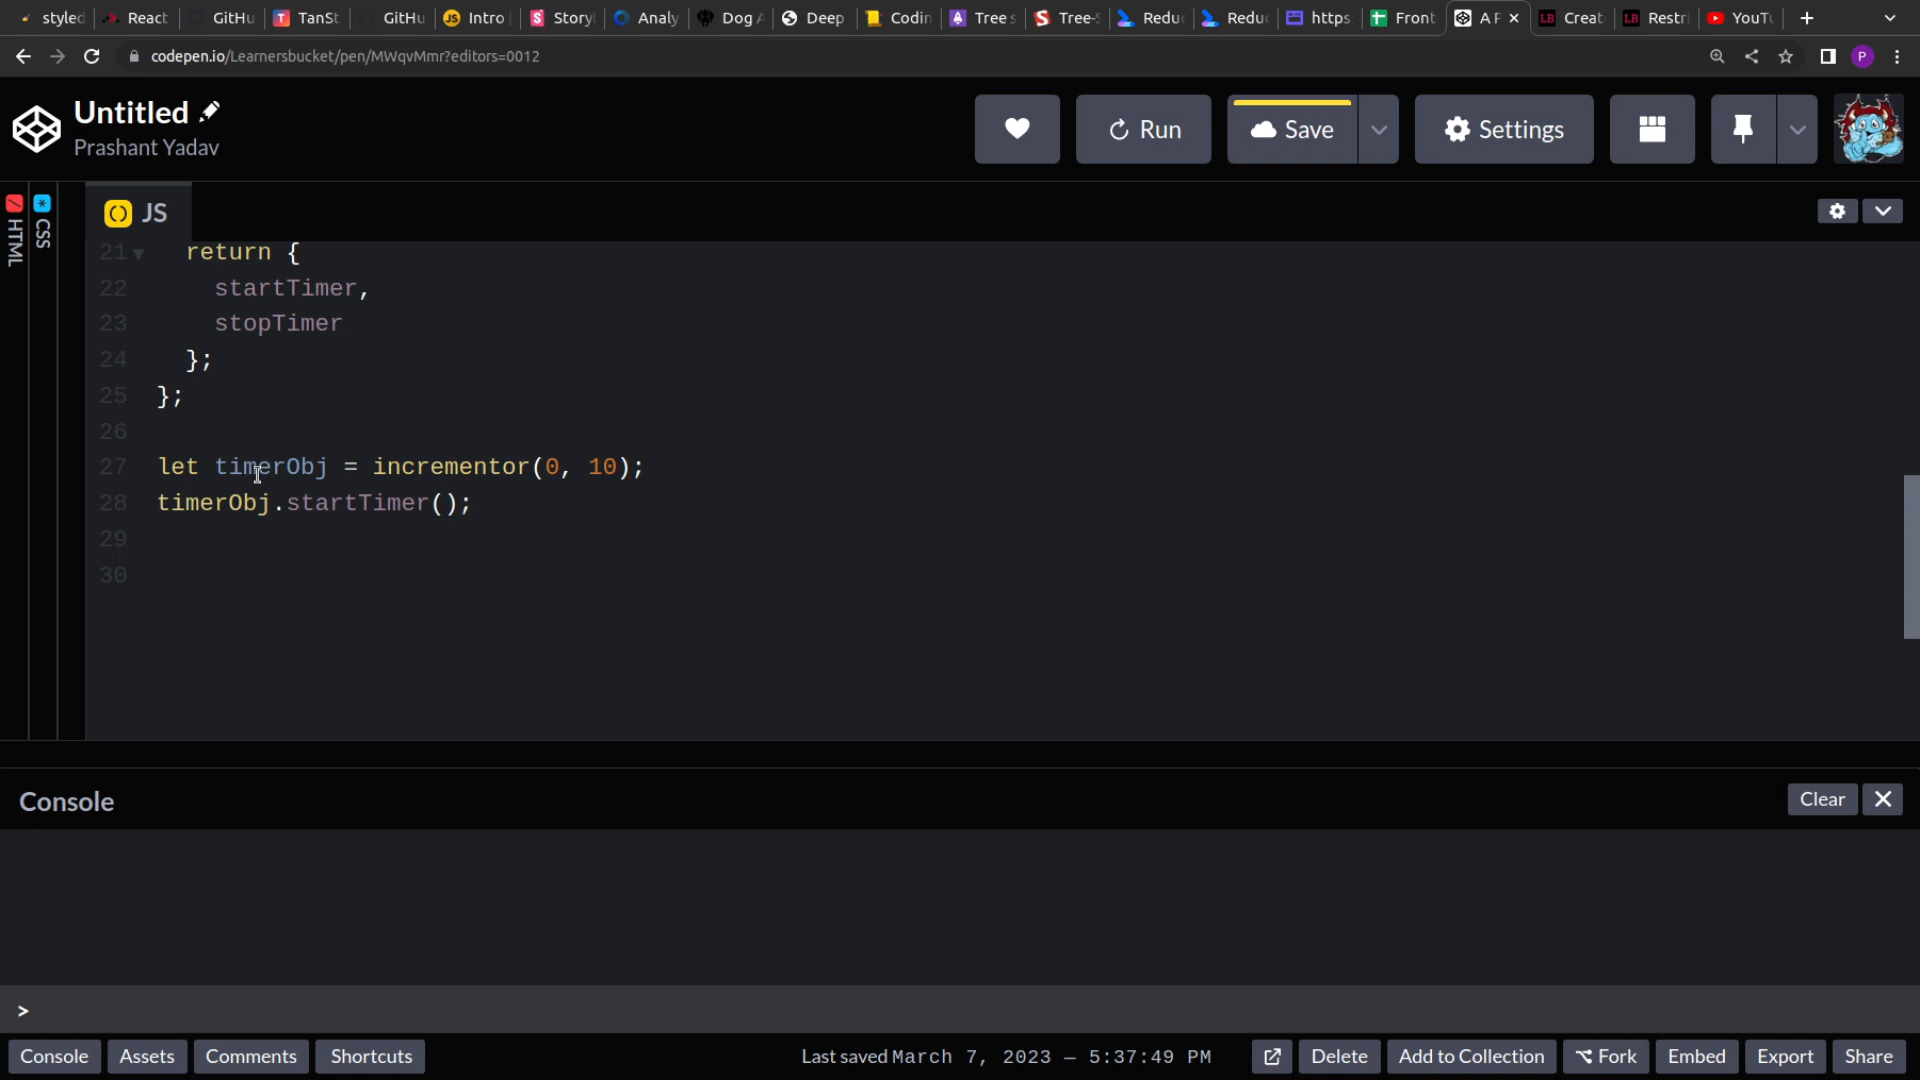 styled React GitHu TanSt GitHu Intro Story Analy Dog A Deep Codin Tree s Tree-S Redu Redu https: Front A P Creat Restri YouTu
codepen.io/Learnersbucket/pen/MWqvMmr?editors=0012 P
Untitled
Prashant Yadav
Run Save Settings
HTML
CSS
JS
21 return {
22 startTimer,
23 stopTimer
24 };
25 };
26
27 let timerObj = incrementor(0, 10);
28 timerObj.startTimer();
29
30
Console Clear
>
Console Assets Comments Shortcuts Last saved March 7, 2023 — 5:37:49 PM Delete Add to Collection Fork Embed Export Share